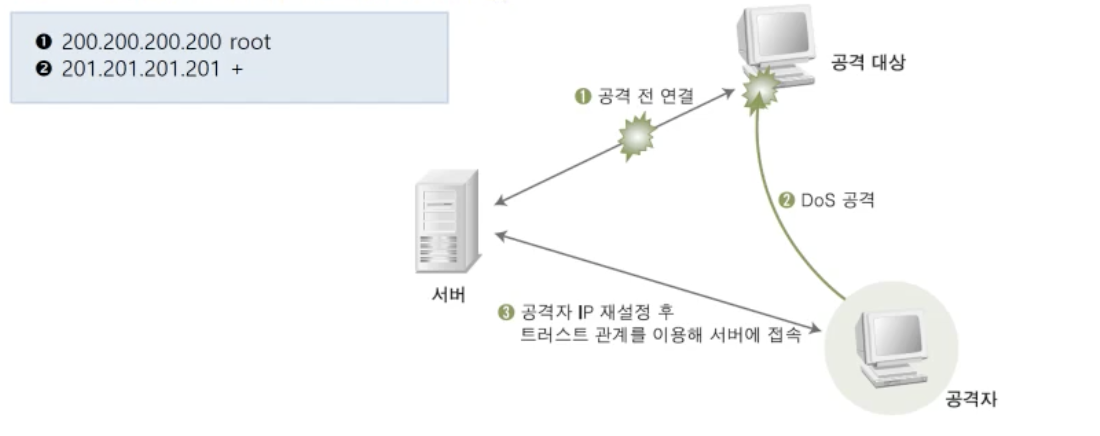 ❶ 200.200.200.200 root
❷ 201.201.201.201 +
공격 대상
❶ 공격 전 연결
❷ DoS 공격
서버
❸ 공격자 IP 재설정 후
트러스트 관계를 이용해 서버에 접속
공격자